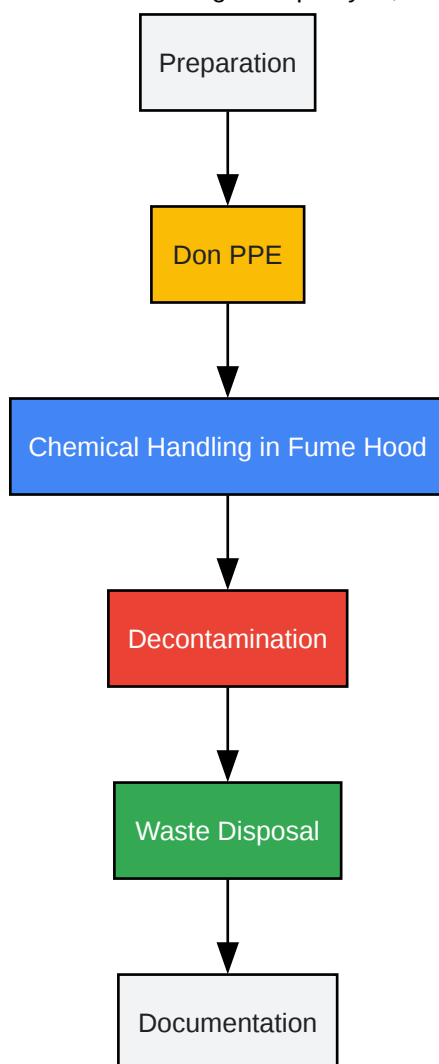 Preparation
Don PPE
Chemical Handling in Fume Hood
Decontamination
Waste Disposal
Documentation